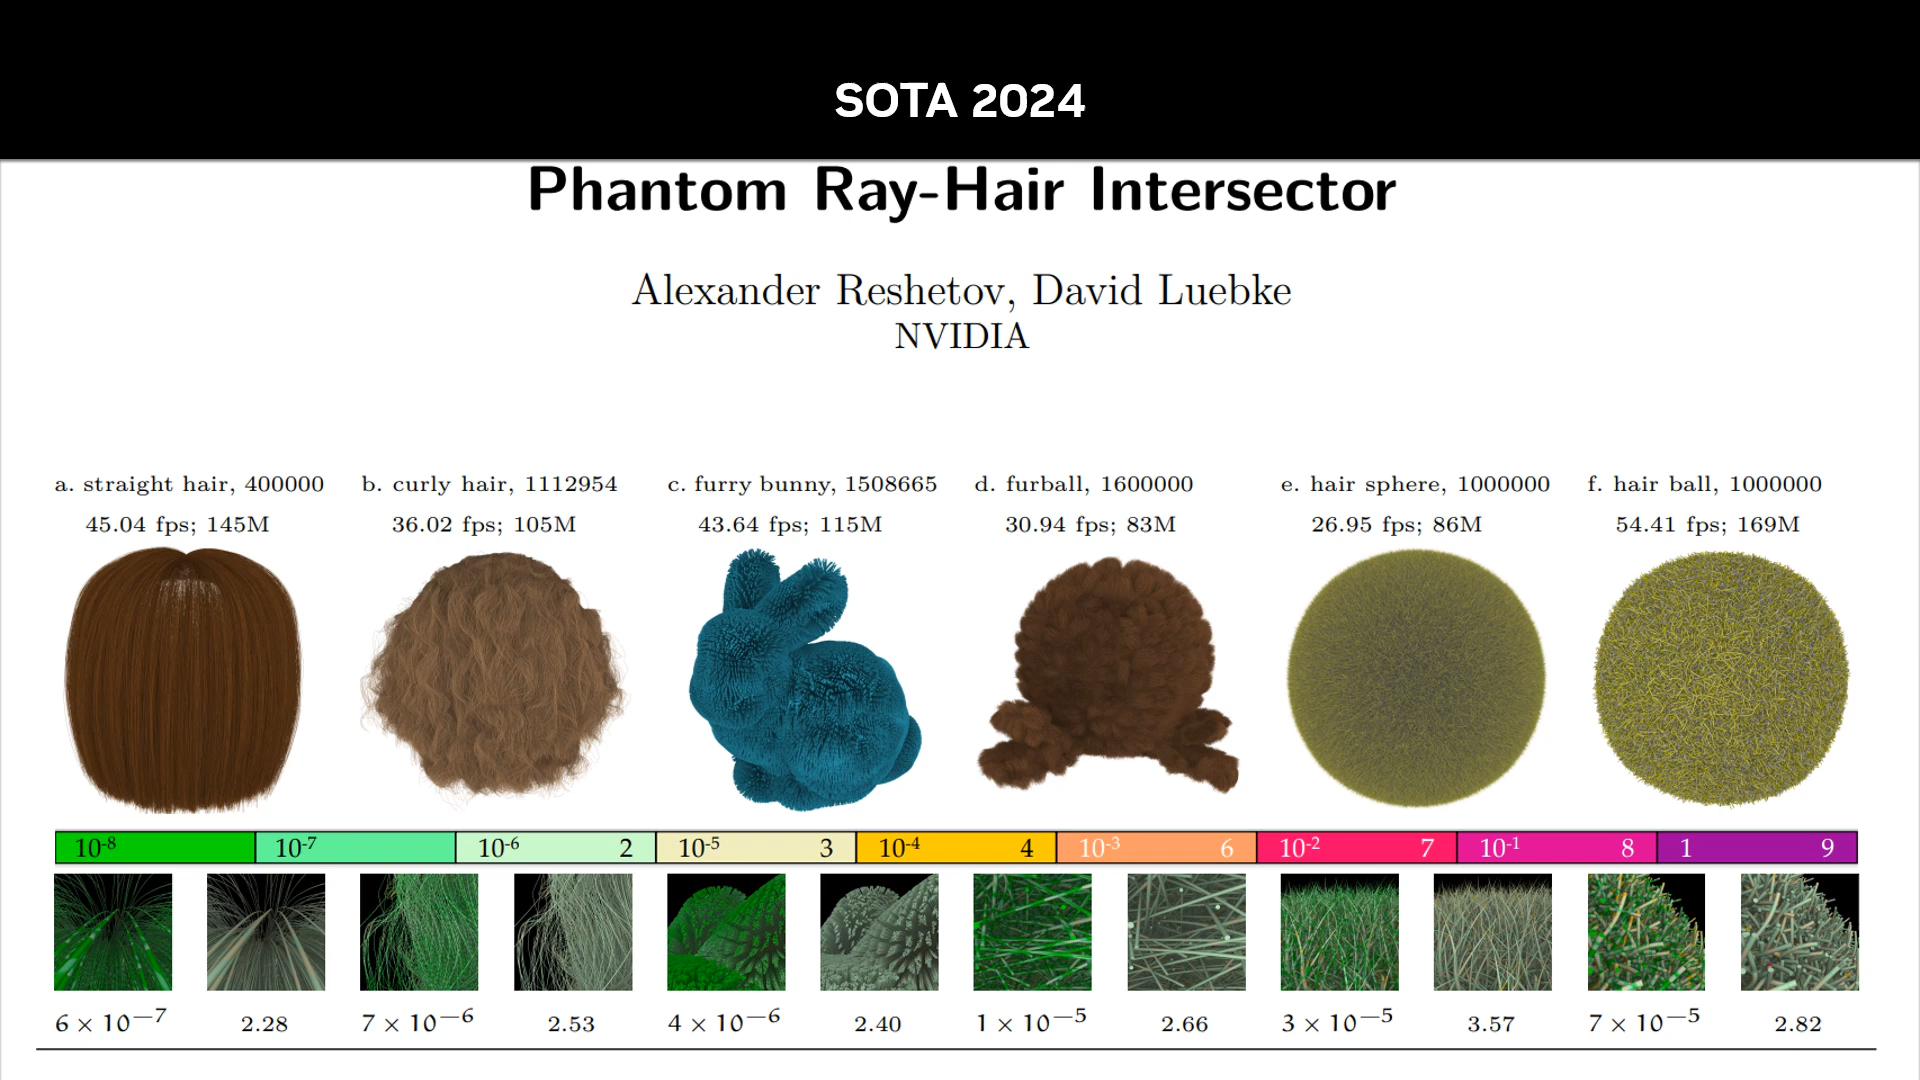 SOTA 2024
Phantom Ray-Hair Intersector
Alexander Reshetov, David Luebke
NVIDIA
a. straight hair, 400000 b. curly hair, 1112954 c. furry bunny, 1508665 d. furball, 1600000 e. hair sphere, 1000000 f. hair ball, 1000000
45.04 fps; 145M 36.02 fps; 105M 43.64 fps; 115M 30.94 fps; 83M 26.95 fps; 86M 54.41 fps; 169M
10⁻⁸ 10⁻⁷ 10⁻⁶ 2 10⁻⁵ 3 10⁻⁴ 4 10⁻³ 6 10⁻² 7 10⁻¹ 8 1 9
6 × 10⁻⁷ 2.28 7 × 10⁻⁶ 2.53 4 × 10⁻⁶ 2.40 1 × 10⁻⁵ 2.66 3 × 10⁻⁵ 3.57 7 × 10⁻⁵ 2.82